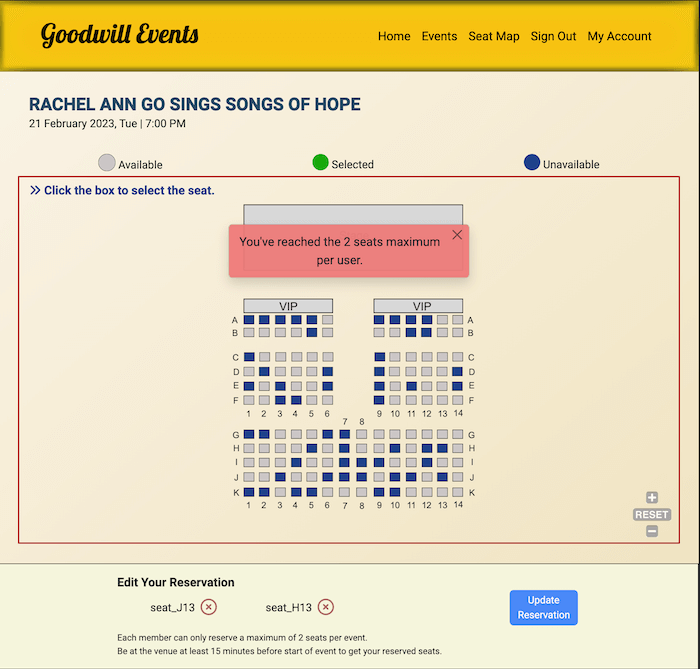 Goodwill Events
Home Events Seat Map Sign Out My Account
RACHEL ANN GO SINGS SONGS OF HOPE
21 February 2023, Tue | 7:00 PM
Available Selected Unavailable
>> Click the box to select the seat.
You've reached the 2 seats maximum
per user.
VIP VIP
A A
B B
C C
D D
E E
F F
1 2 3 4 5 6 9 10 11 12 13 14
7 8
G G
H H
I I
J J
K K
1 2 3 4 5 6 7 8 9 10 11 12 13 14
+
RESET
−
Edit Your Reservation
seat_J13 seat_H13
Update
Reservation
Each member can only reserve a maximum of 2 seats per event.
Be at the venue at least 15 minutes before start of event to get your reserved seats.